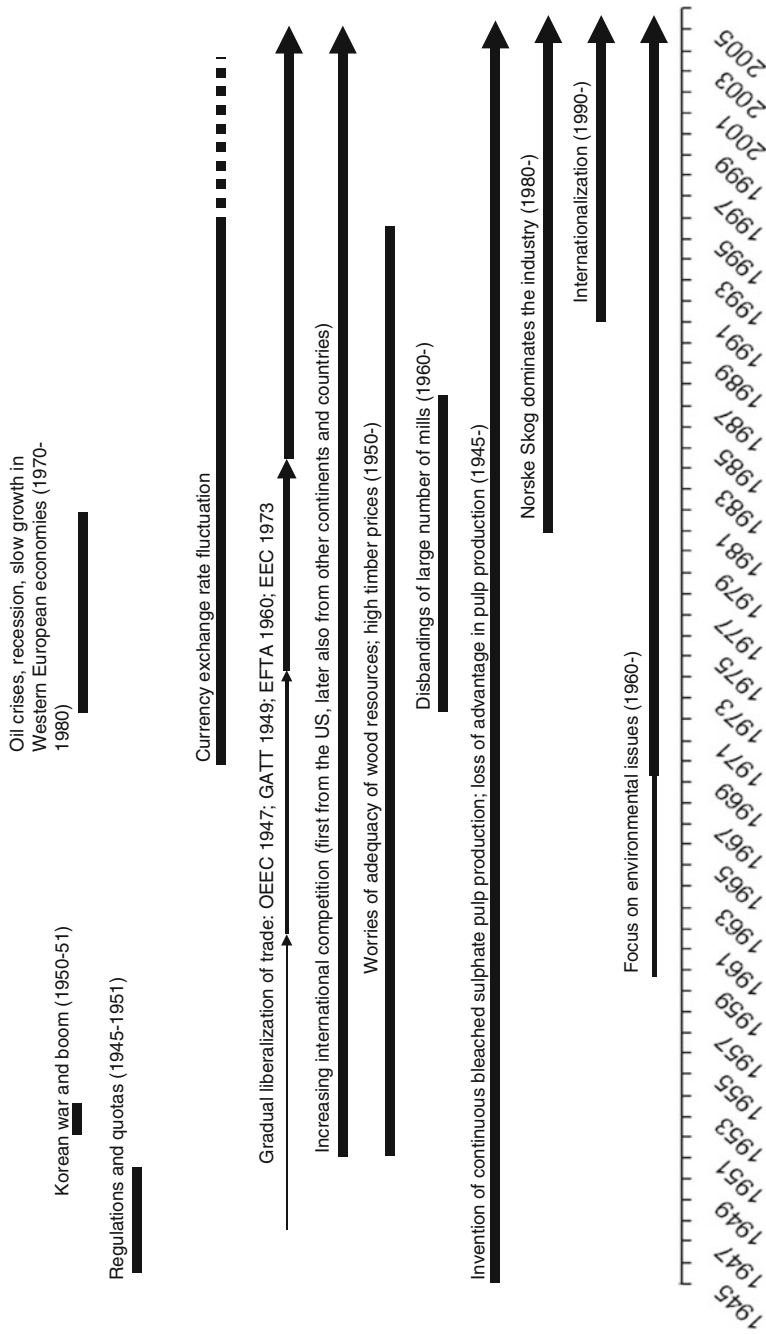 Oil crises, recession, slow growth in
Western European economies (1970-
1980)
Korean war and boom (1950-51)
Regulations and quotas (1945-1951)
Currency exchange rate fluctuation
Gradual liberalization of trade: OEEC 1947; GATT 1949; EFTA 1960; EEC 1973
Increasing international competition (first from the US, later also from other continents and countries)
Worries of adequacy of wood resources; high timber prices (1950-)
Disbandings of large number of mills (1960-)
Invention of continuous bleached sulphate pulp production; loss of advantage in pulp production (1945-)
Norske Skog dominates the industry (1980-)
Internationalization (1990-)
Focus on environmental issues (1960-)
1945
1947
1949
1951
1953
1955
1957
1959
1961
1963
1965
1967
1969
1971
1973
1975
1977
1979
1981
1983
1985
1987
1989
1991
1993
1995
1997
1999
2001
2003
2005